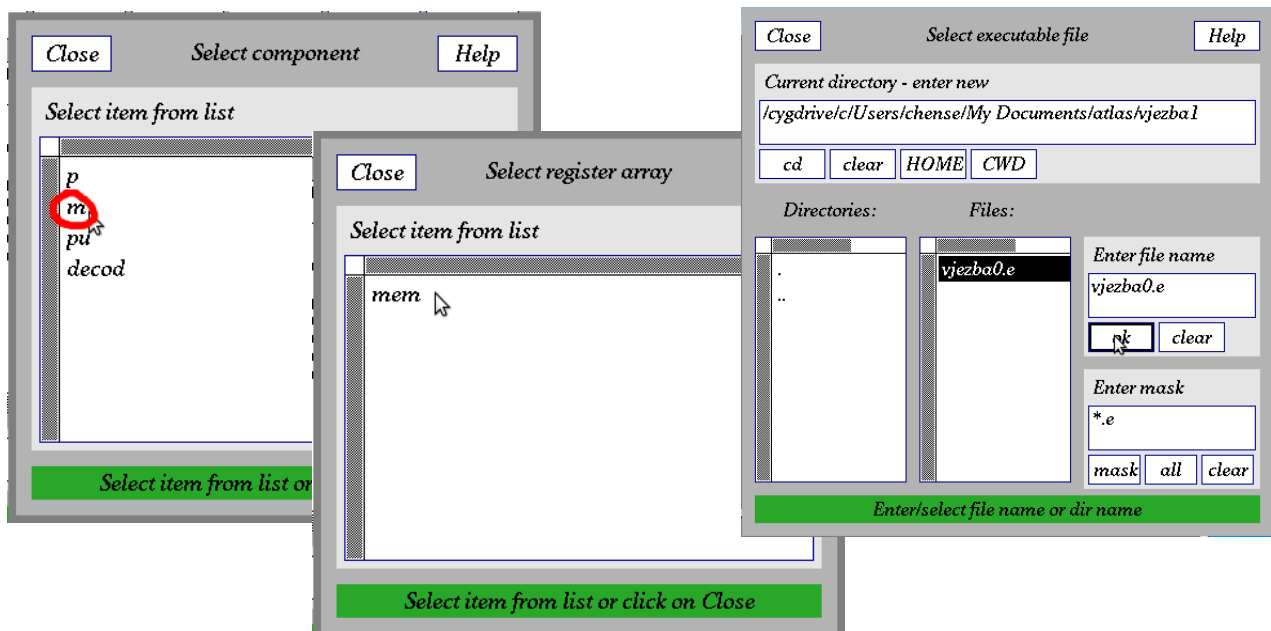 Close Select component Help
Select item from list
p
m
pu
decod
Select item from list or
Close Select register array
Select item from list
mem
Select item from list or click on Close
Close Select executable file Help
Current directory - enter new
/cygdrive/c/Users/chense/My Documents/atlas/vjezba1
cd clear HOME CWD
Directories: Files:
.
..
vjezba0.e
Enter file name
vjezba0.e
ok clear
Enter mask
*.e
mask all clear
Enter/select file name or dir name